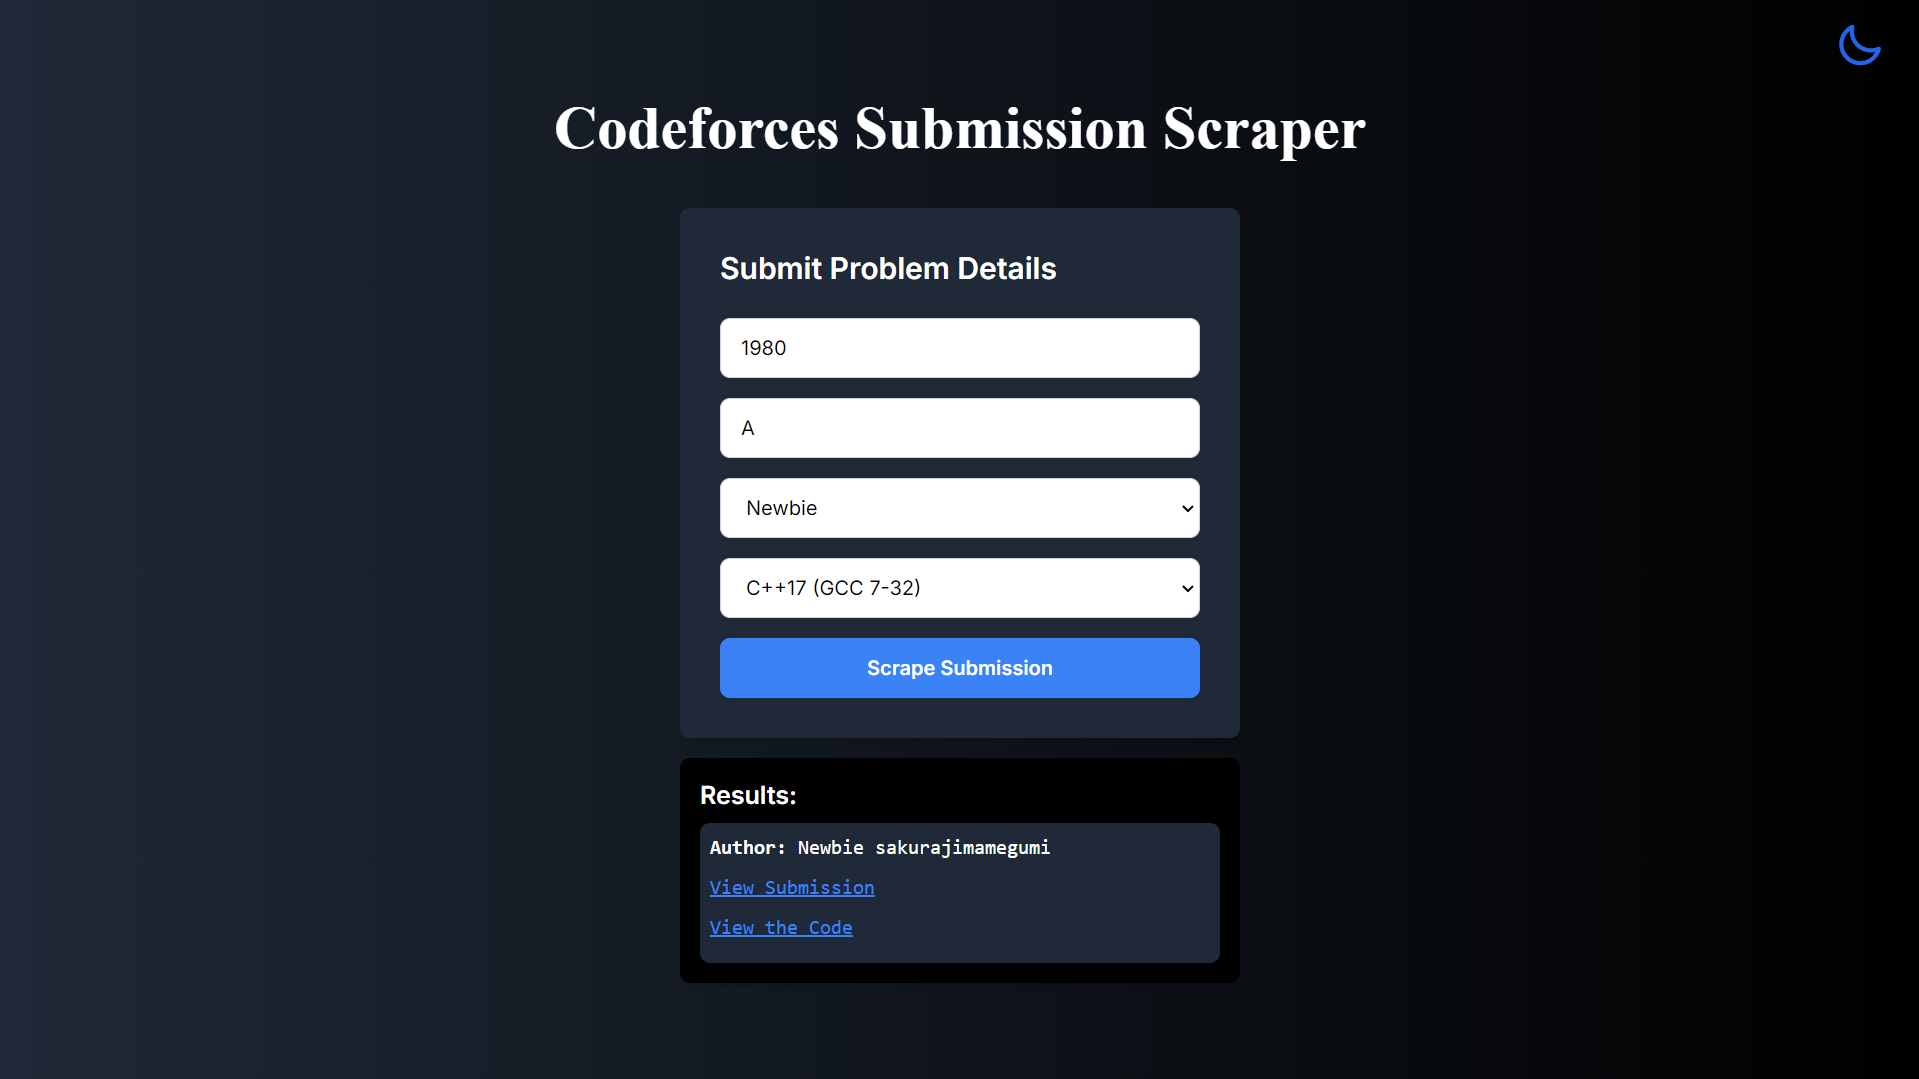 Codeforces Submission Scraper
Submit Problem Details
1980
A
Newbie
C++17 (GCC 7-32)
Scrape Submission
Results:
Author: Newbie sakurajimamegumi
View Submission
View the Code